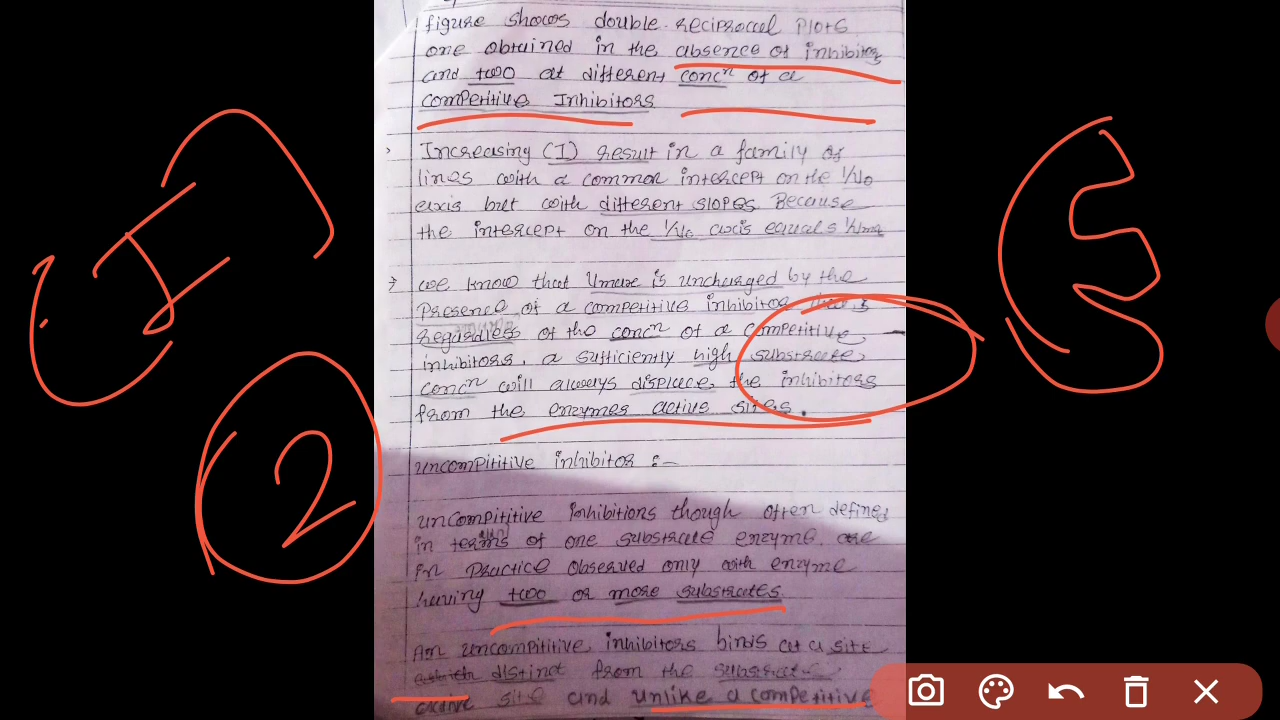 figure shows double-reciprocal Plots
one obtained in the absence of inhibitor
and two at different concⁿ of a
competitive Inhibitors
Increasing (I) result in a family of
lines with a common intercept on the 1/V₀
axis but with different slopes Because
the intercept on the 1/V₀ axis equals 1/Vmax
we know that Vmax is unchanged by the
Presence of a competitive inhibitor that is
regardless of the concⁿ of a competitive
inhibitors, a sufficiently high substrate
concⁿ will always displace the inhibitors
from the enzymes active sites.
uncompititive inhibitor :-
uncompititive inhibitions though often defined
in terms of one substrate enzyme are
in Practice observed only with enzyme
having two or more substrates.
An uncompititive inhibitors binds at a site
distinct from the substrate
active site and unlike a competitive
I
2
E